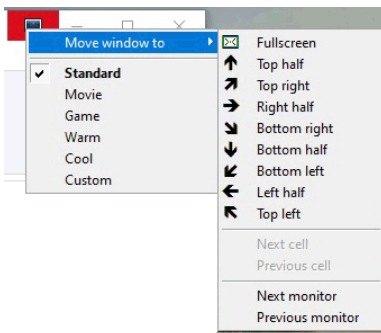 Move window to
Standard
Movie
Game
Warm
Cool
Custom
Fullscreen
Top half
Top right
Right half
Bottom right
Bottom half
Bottom left
Left half
Top left
Next cell
Previous cell
Next monitor
Previous monitor